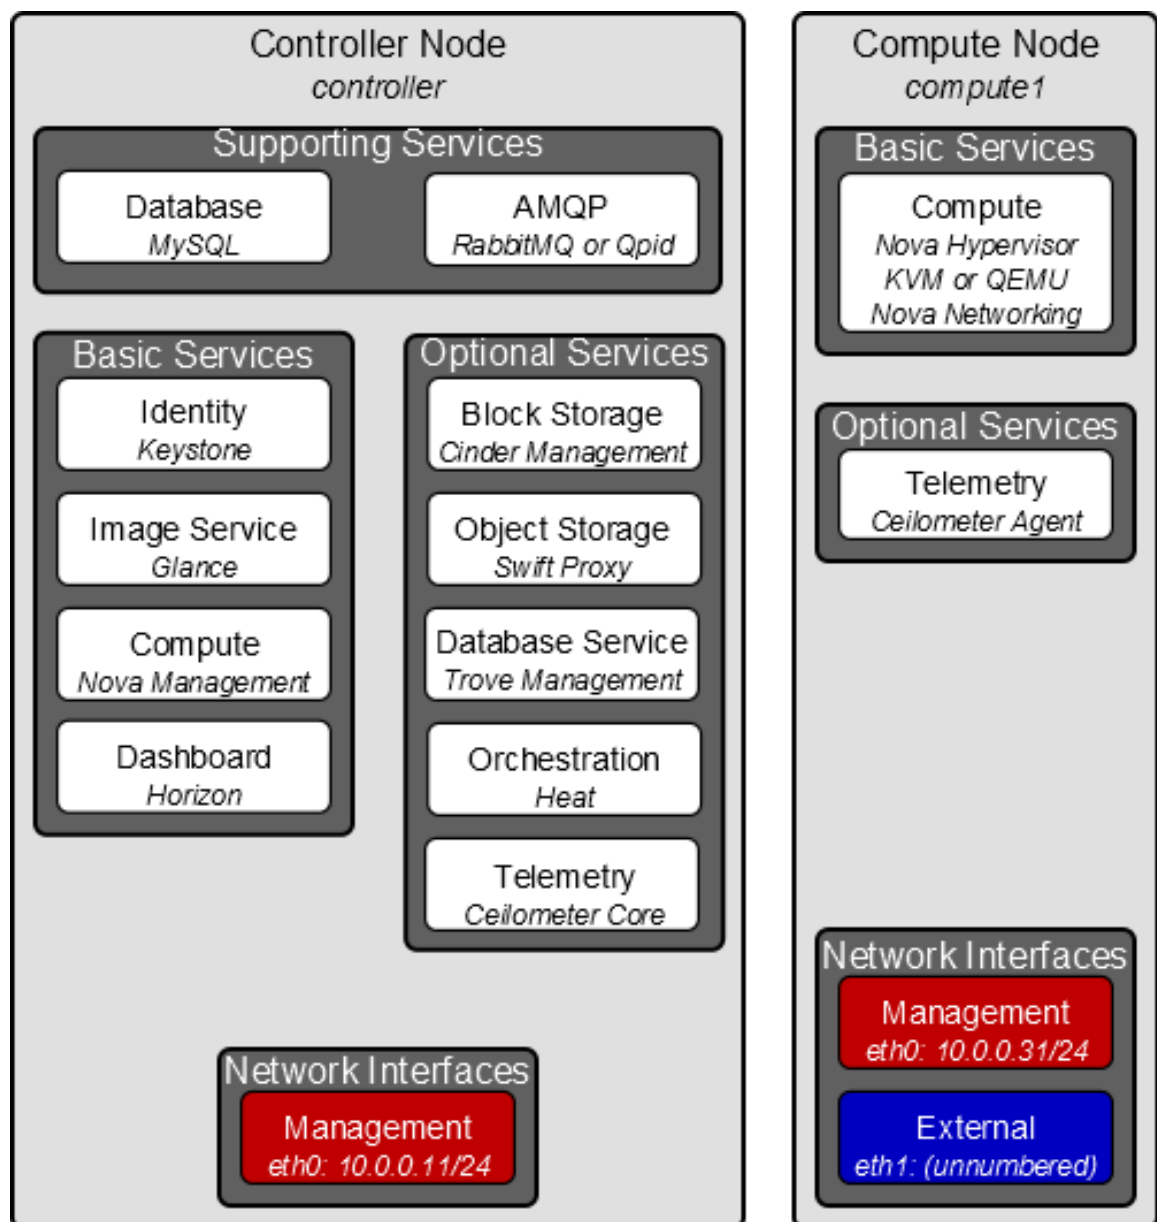 Controller Node
controller
Supporting Services
Database
MySQL
AMQP
RabbitMQ or Qpid
Basic Services
Identity
Keystone
Image Service
Glance
Compute
Nova Management
Dashboard
Horizon
Optional Services
Block Storage
Cinder Management
Object Storage
Swift Proxy
Database Service
Trove Management
Orchestration
Heat
Telemetry
Ceilometer Core
Network Interfaces
Management
eth0: 10.0.0.11/24
Compute Node
compute1
Basic Services
Compute
Nova Hypervisor
KVM or QEMU
Nova Networking
Optional Services
Telemetry
Ceilometer Agent
Network Interfaces
Management
eth0: 10.0.0.31/24
External
eth1: (unnumbered)